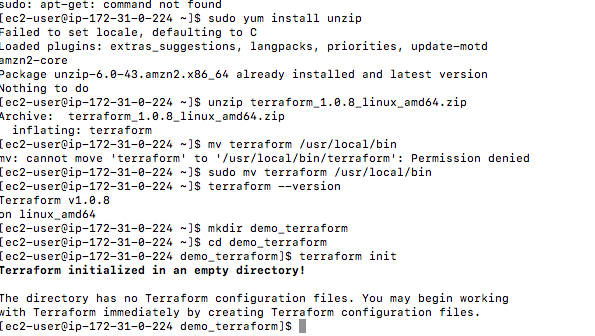 sudo: apt-get: command not found
[ec2-user@ip-172-31-0-224 ~]$ sudo yum install unzip
Failed to set locale, defaulting to C
Loaded plugins: extras_suggestions, langpacks, priorities, update-motd
amzn2-core
Package unzip-6.0-43.amzn2.x86_64 already installed and latest version
Nothing to do
[ec2-user@ip-172-31-0-224 ~]$ unzip terraform_1.0.8_linux_amd64.zip
Archive:  terraform_1.0.8_linux_amd64.zip
  inflating: terraform
[ec2-user@ip-172-31-0-224 ~]$ mv terraform /usr/local/bin
mv: cannot move 'terraform' to '/usr/local/bin/terraform': Permission denied
[ec2-user@ip-172-31-0-224 ~]$ sudo mv terraform /usr/local/bin
[ec2-user@ip-172-31-0-224 ~]$ terraform --version
Terraform v1.0.8
on linux_amd64
[ec2-user@ip-172-31-0-224 ~]$ mkdir demo_terraform
[ec2-user@ip-172-31-0-224 ~]$ cd demo_terraform
[ec2-user@ip-172-31-0-224 demo_terraform]$ terraform init
Terraform initialized in an empty directory!

The directory has no Terraform configuration files. You may begin working
with Terraform immediately by creating Terraform configuration files.
[ec2-user@ip-172-31-0-224 demo_terraform]$